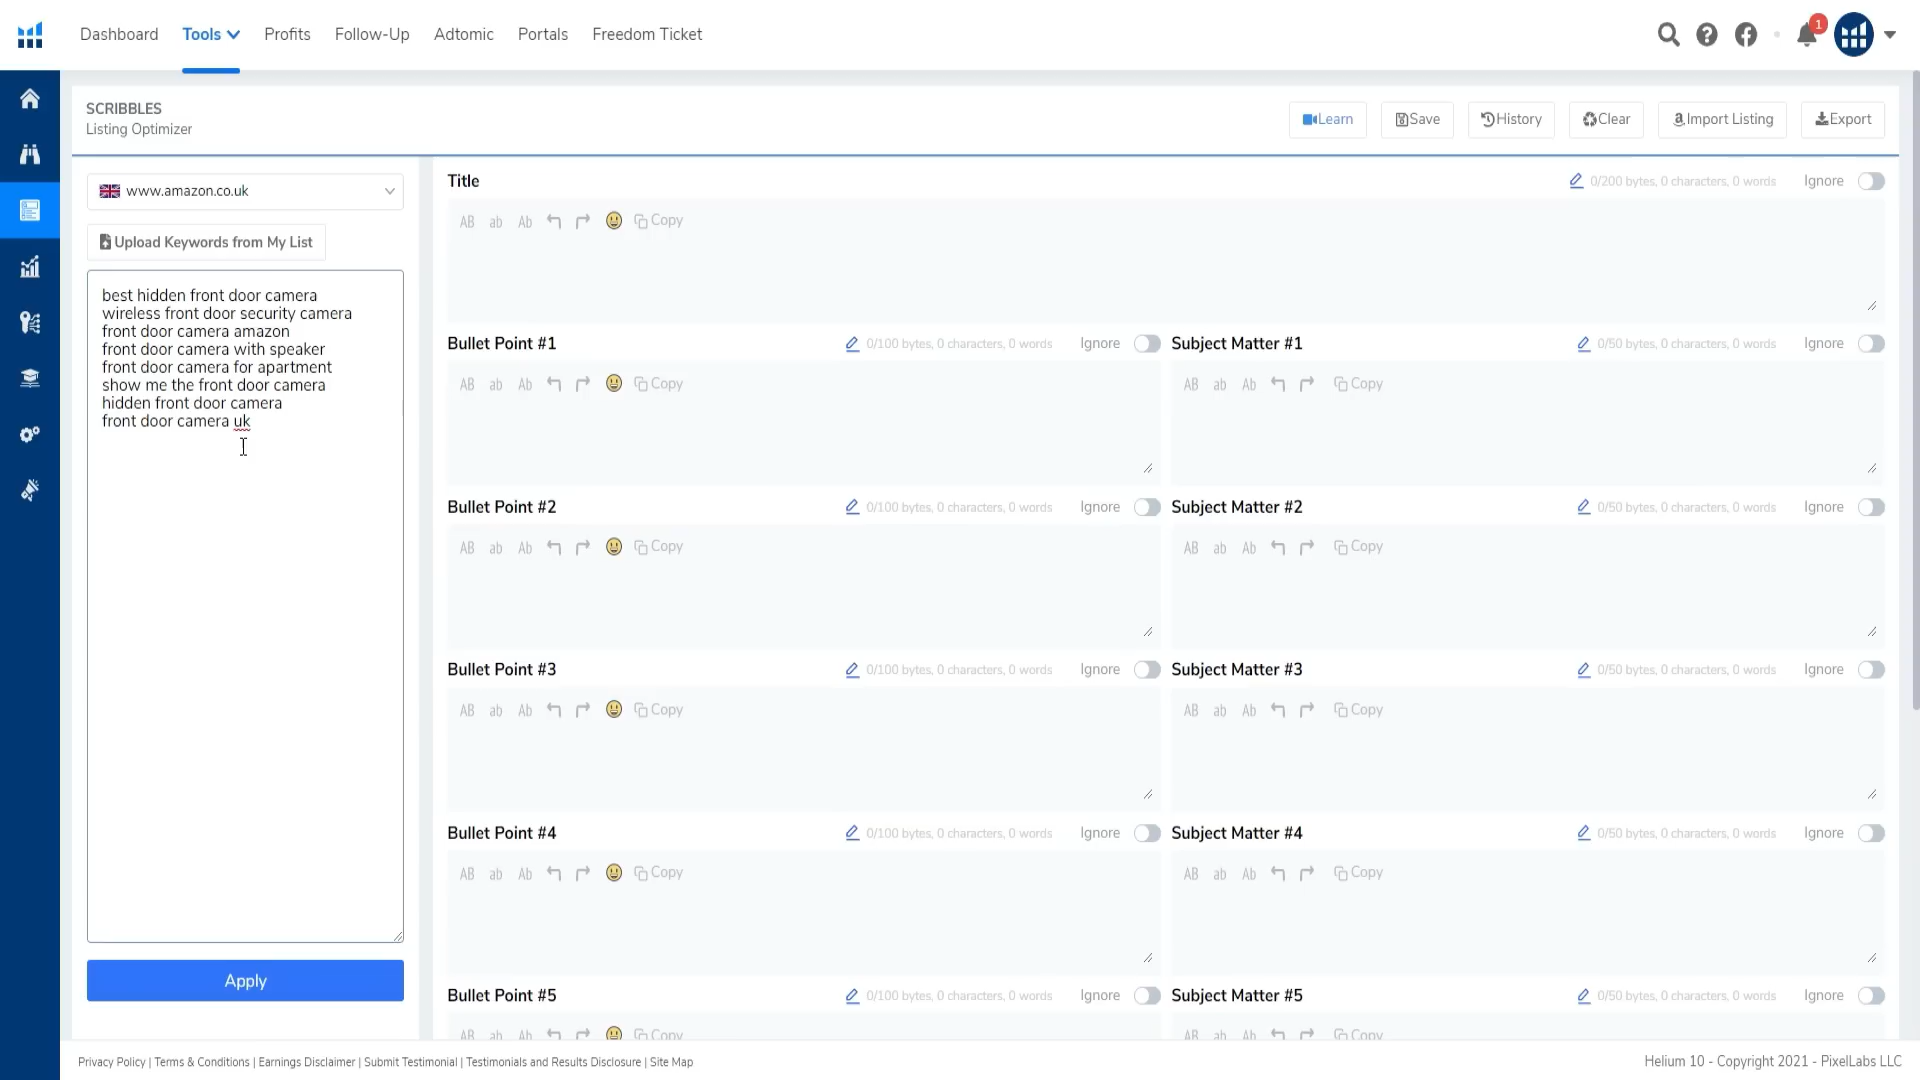 Dashboard
Tools
Profits
Follow-Up
Adtomic
Portals
Freedom Ticket
1
SCRIBBLES
Listing Optimizer
Learn
Save
History
Clear
Import Listing
Export
www.amazon.co.uk
Upload Keywords from My List
best hidden front door camera
wireless front door security camera
front door camera amazon
front door camera with speaker
front door camera for apartment
show me the front door camera
hidden front door camera
front door camera uk
Apply
Title
0/200 bytes, 0 characters, 0 words
Ignore
AB ab Ab Copy
Bullet Point #1
0/100 bytes, 0 characters, 0 words
Ignore
AB ab Ab Copy
Subject Matter #1
0/50 bytes, 0 characters, 0 words
Ignore
AB ab Ab Copy
Bullet Point #2
0/100 bytes, 0 characters, 0 words
Ignore
AB ab Ab Copy
Subject Matter #2
0/50 bytes, 0 characters, 0 words
Ignore
AB ab Ab Copy
Bullet Point #3
0/100 bytes, 0 characters, 0 words
Ignore
AB ab Ab Copy
Subject Matter #3
0/50 bytes, 0 characters, 0 words
Ignore
AB ab Ab Copy
Bullet Point #4
0/100 bytes, 0 characters, 0 words
Ignore
AB ab Ab Copy
Subject Matter #4
0/50 bytes, 0 characters, 0 words
Ignore
AB ab Ab Copy
Bullet Point #5
0/100 bytes, 0 characters, 0 words
Ignore
AB ab Ab Copy
Subject Matter #5
0/50 bytes, 0 characters, 0 words
Ignore
AB ab Ab Copy
Privacy Policy | Terms & Conditions | Earnings Disclaimer | Submit Testimonial | Testimonials and Results Disclosure | Site Map
Helium 10 - Copyright 2021 - PixelLabs LLC